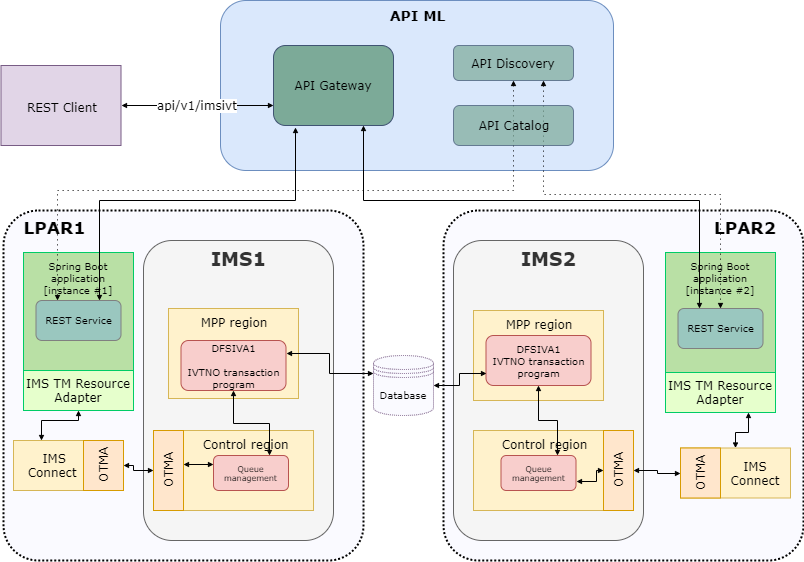 API ML
API Gateway
API Discovery
API Catalog
REST Client
api/v1/imsivt
LPAR1
IMS1
Spring Boot
application
[instance #1]
REST Service
IMS TM Resource
Adapter
IMS
Connect
OTMA
MPP region
DFSIVA1
IVTNO transaction
program
OTMA
Control region
Queue
management
Database
LPAR2
IMS2
MPP region
DFSIVA1
IVTNO transaction
program
Control region
Queue
management
OTMA
Spring Boot
application
[instance #2]
REST Service
IMS TM Resource
Adapter
OTMA
IMS
Connect